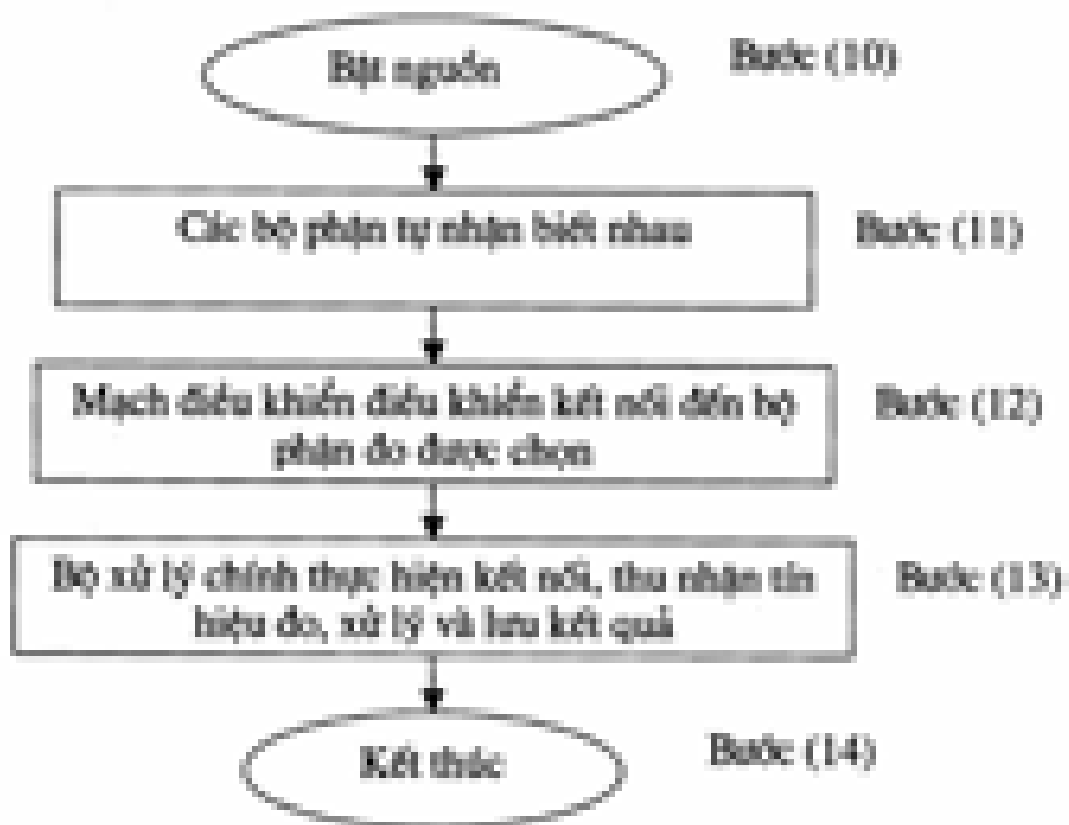 Bật nguồn
Bước (10)
Các bộ phận tự nhận biết nhau
Bước (11)
Mạch điều khiển điều khiển kết nối đến bộ
phận đo được chọn
Bước (12)
Bộ xử lý chính thực hiện kết nối, thu nhận tín
hiệu đo, xử lý và lưu kết quả
Bước (13)
Kết thúc
Bước (14)